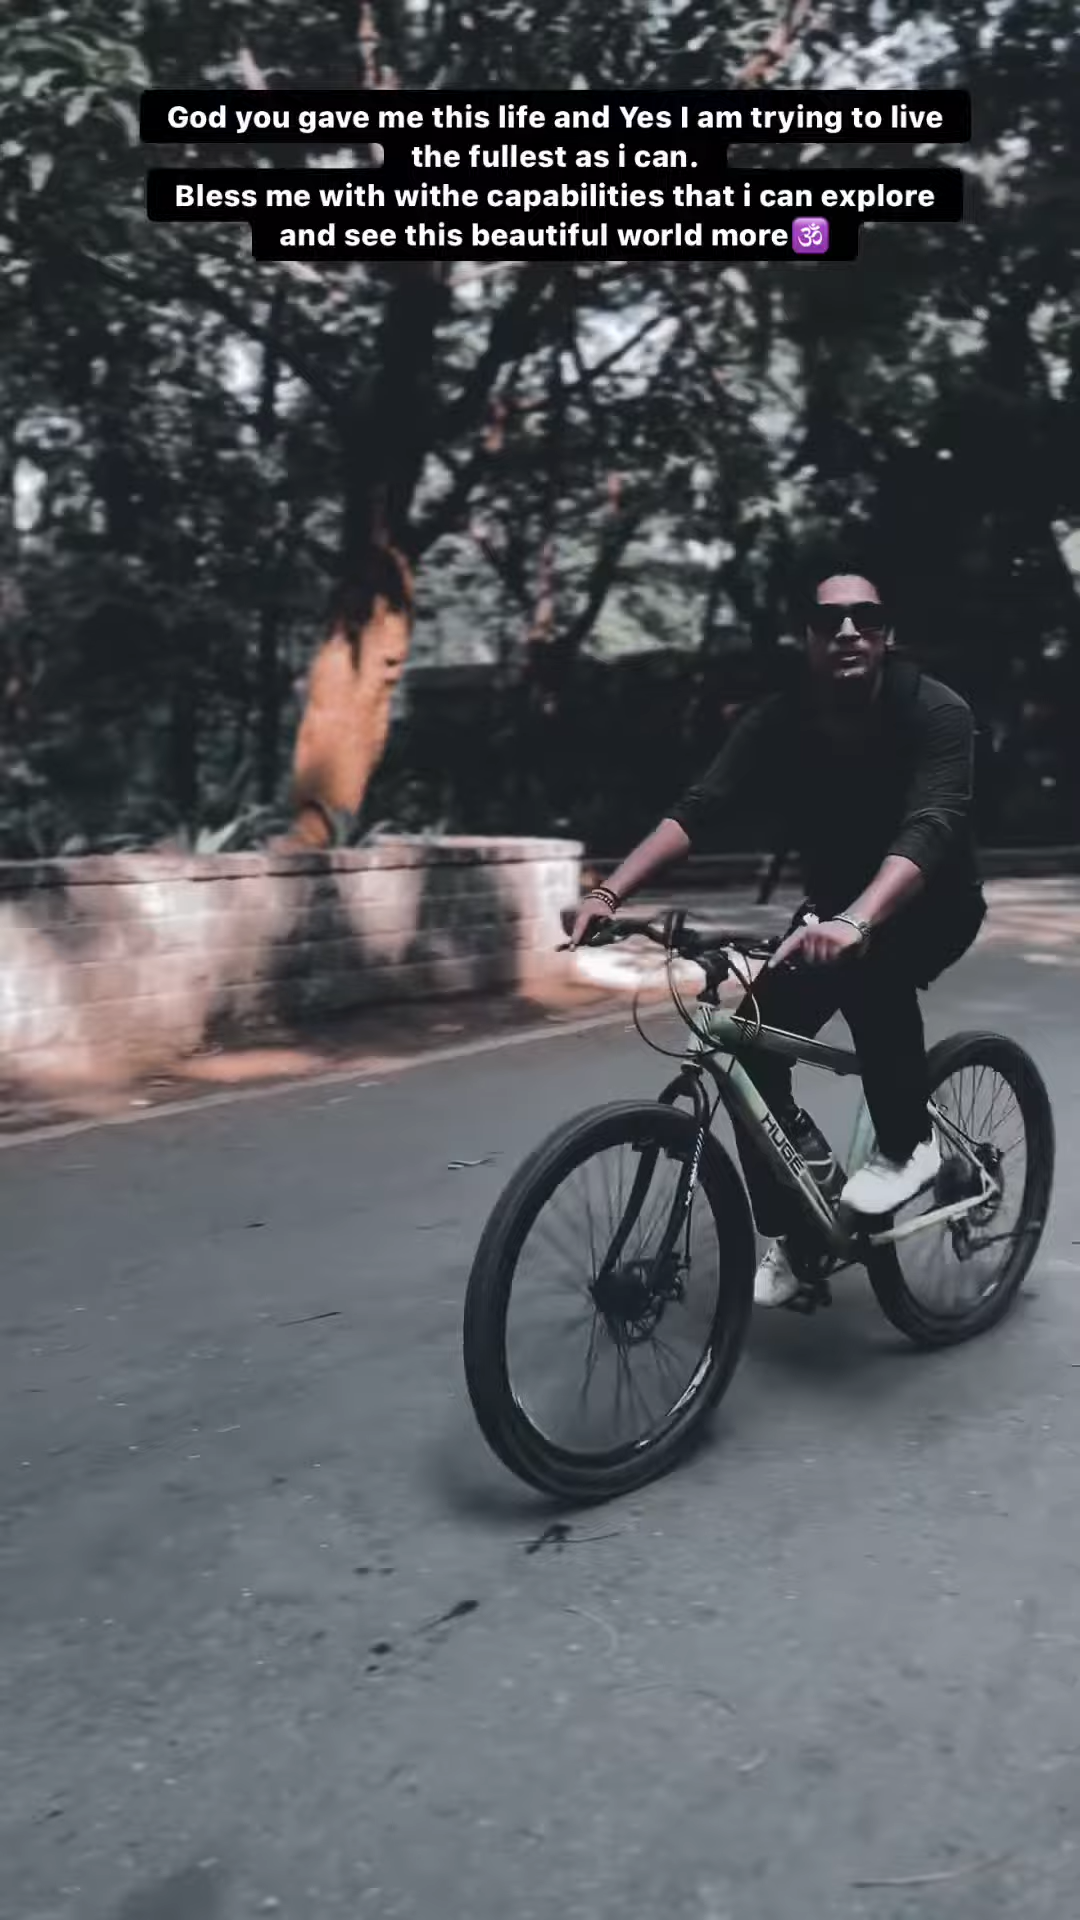 God you gave me this life and Yes I am trying to live
the fullest as i can.
Bless me with withe capabilities that i can explore
and see this beautiful world more🕉️
HUGE